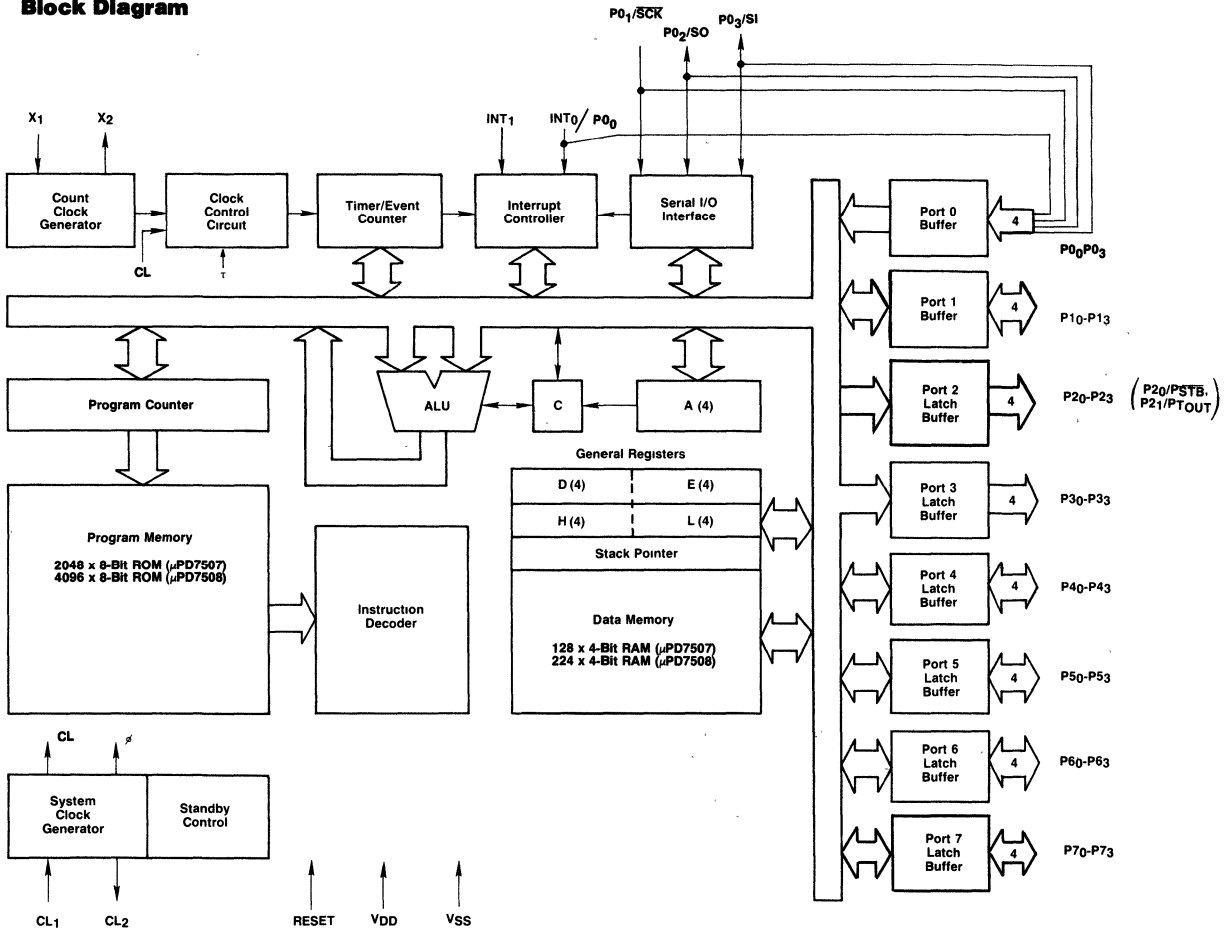 Block Diagram
P0₁/S̅C̅K̅
P0₂/SO
P0₃/SI
X₁
X₂
INT₁
INT₀/P0₀
Count
Clock
Generator
Clock
Control
Circuit
Timer/Event
Counter
Interrupt
Controller
Serial I/O
Interface
Port 0
Buffer
4
CL
τ
P0₀P0₃
Port 1
Buffer
4
P1₀-P1₃
Program Counter
ALU
C
A (4)
Port 2
Latch
Buffer
4
P2₀-P2₃
(P2₀/PS̅T̅B̅,
P2₁/PTOUT)
General Registers
D (4)
E (4)
H (4)
L (4)
Stack Pointer
Port 3
Latch
Buffer
4
P3₀-P3₃
Program Memory
2048 x 8-Bit ROM (μPD7507)
4096 x 8-Bit ROM (μPD7508)
Instruction
Decoder
Data Memory
128 x 4-Bit RAM (μPD7507)
224 x 4-Bit RAM (μPD7508)
Port 4
Latch
Buffer
4
P4₀-P4₃
Port 5
Latch
Buffer
4
P5₀-P5₃
CL
ø
System
Clock
Generator
Standby
Control
Port 6
Latch
Buffer
4
P6₀-P6₃
Port 7
Latch
Buffer
4
P7₀-P7₃
CL₁
CL₂
RESET
VDD
VSS